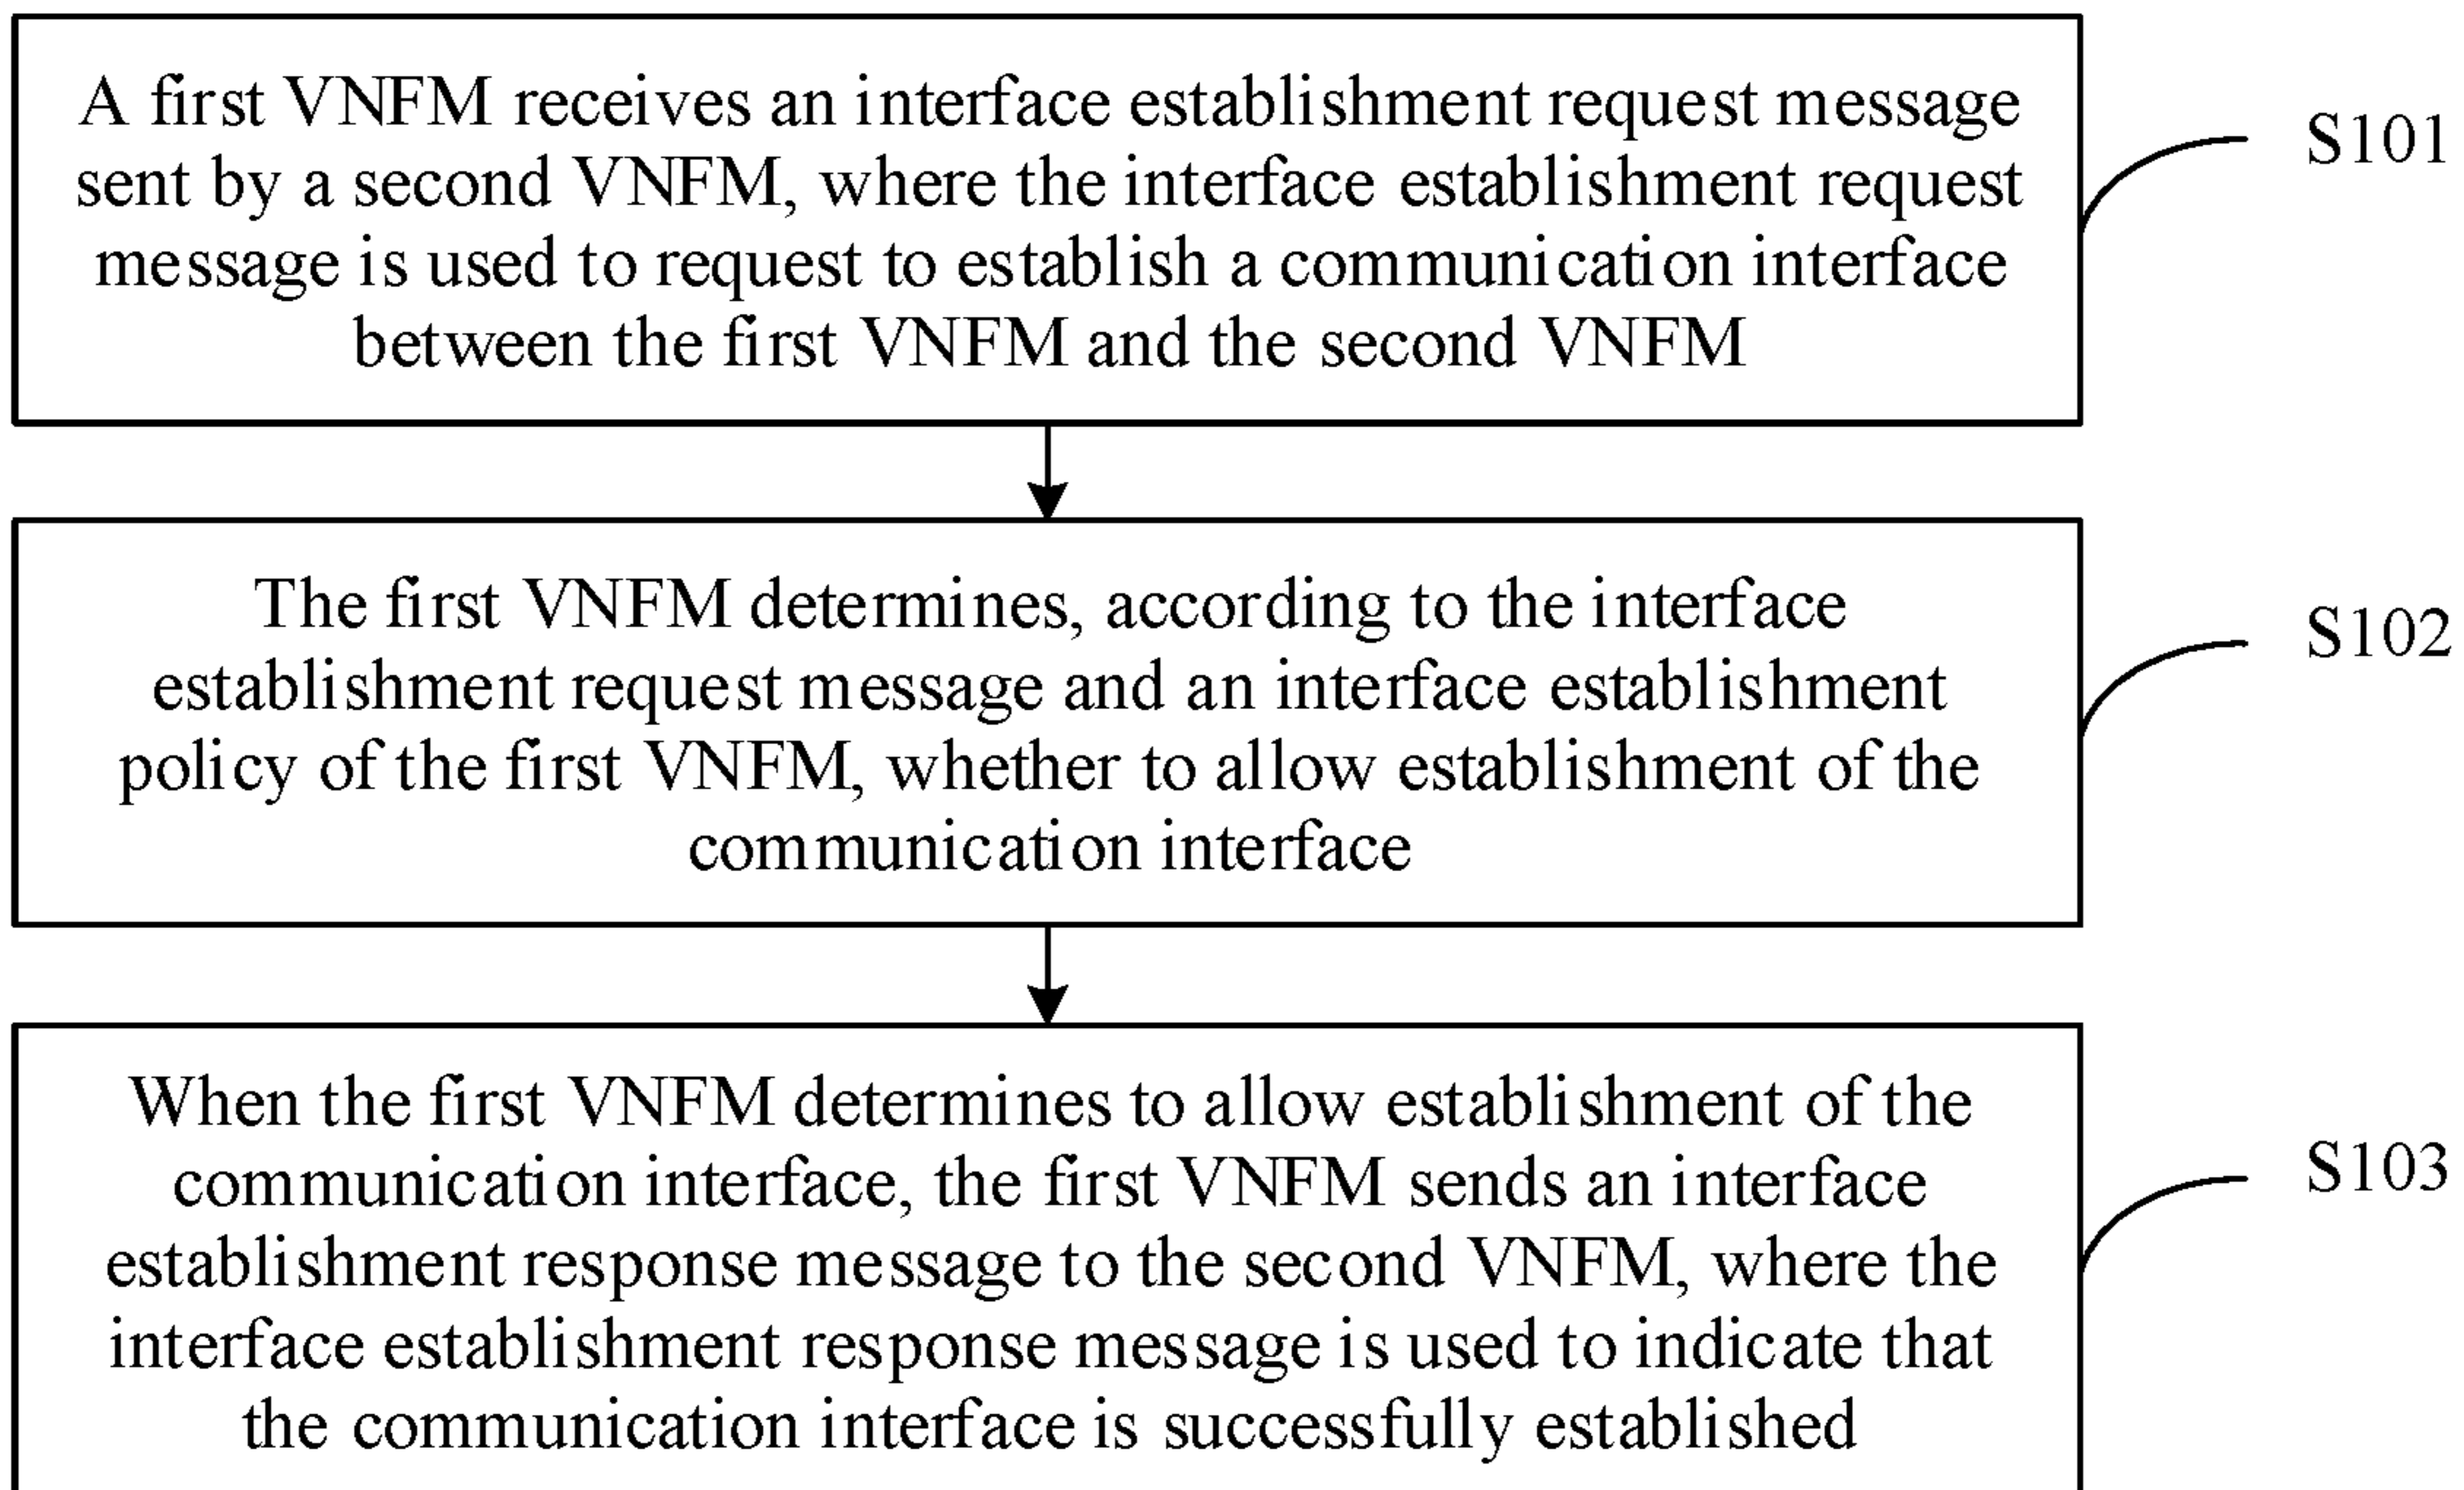 A first VNFM receives an interface establishment request message
sent by a second VNFM, where the interface establishment request
message is used to request to establish a communication interface
between the first VNFM and the second VNFM
S101
The first VNFM determines, according to the interface
establishment request message and an interface establishment
policy of the first VNFM, whether to allow establishment of the
communication interface
S102
When the first VNFM determines to allow establishment of the
communication interface, the first VNFM sends an interface
establishment response message to the second VNFM, where the
interface establishment response message is used to indicate that
the communication interface is successfully established
S103